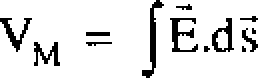 V_M = ∫E⃗.ds⃗